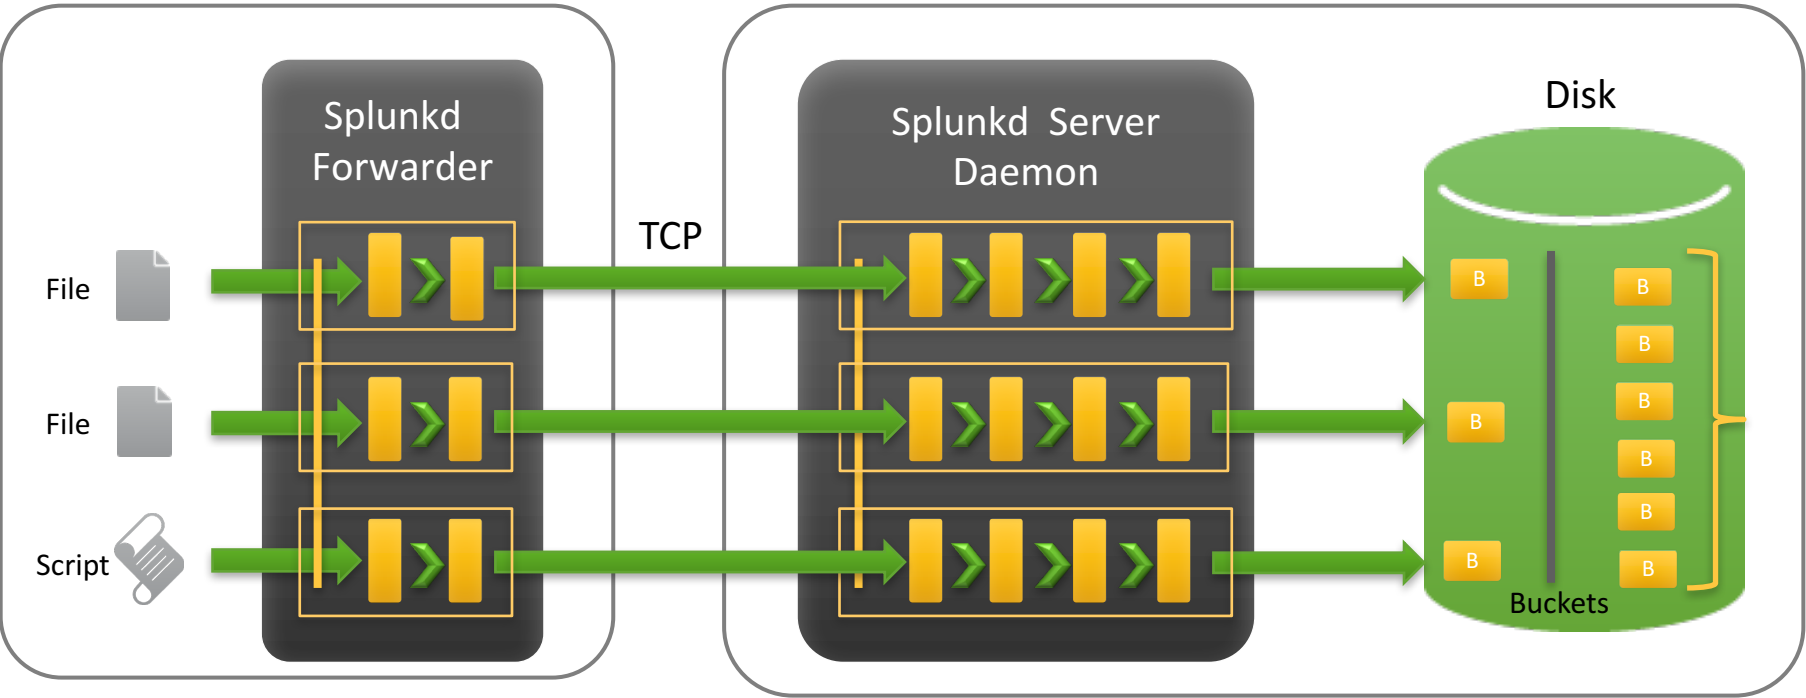 Splunkd
Forwarder
TCP
Splunkd Server
Daemon
Disk
File
File
Script
B
B
B
B
B
B
B
B
B
Buckets